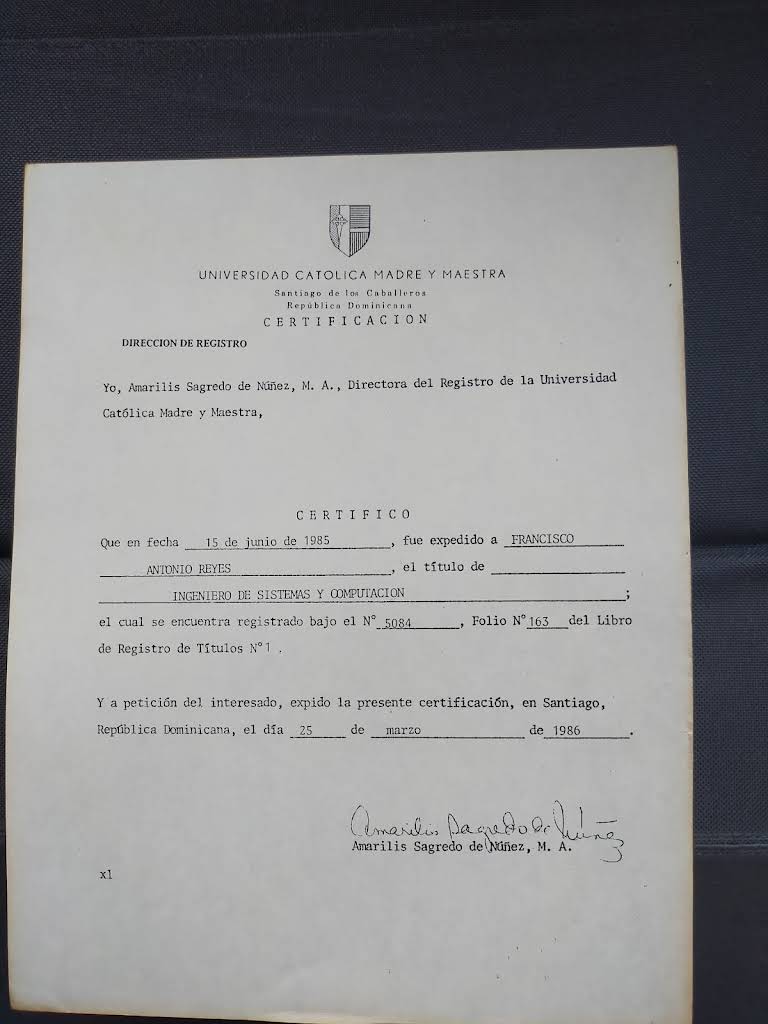 UNIVERSIDAD CATOLICA MADRE Y MAESTRA
Santiago de los Caballeros
República Dominicana
CERTIFICACION
DIRECCION DE REGISTRO
Yo, Amarilis Sagredo de Núñez, M. A., Directora del Registro de la Universidad
Católica Madre y Maestra,
CERTIFICO
Que en fecha 15 de junio de 1985, fue expedido a FRANCISCO
ANTONIO REYES, el título de
INGENIERO DE SISTEMAS Y COMPUTACION;
el cual se encuentra registrado bajo el N° 5084, Folio N° 163 del Libro
de Registro de Títulos N°1 .
Y a petición del interesado, expido la presente certificación, en Santiago,
República Dominicana, el día 25 de marzo de 1986.
Amarilis Sagredo de Núñez
Amarilis Sagredo de Núñez, M. A.
x1